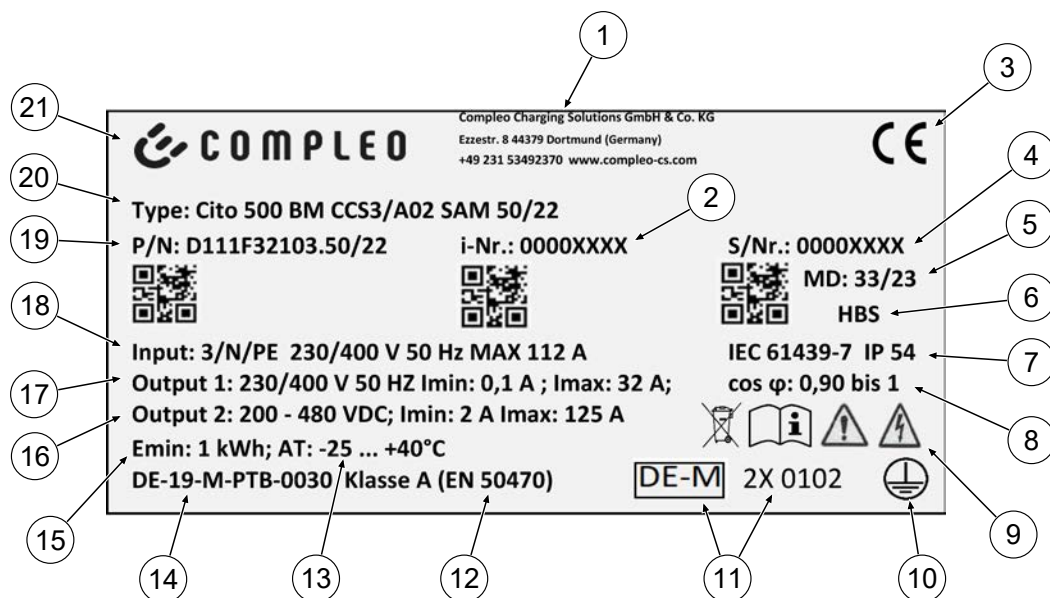 1
3
21
COMPLEO
Compleo Charging Solutions GmbH & Co. KG
Ezzestr. 8 44379 Dortmund (Germany)
+49 231 53492370 www.compleo-cs.com
CE
20
Type: Cito 500 BM CCS3/A02 SAM 50/22
2
4
19
P/N: D111F32103.50/22
i-Nr.: 0000XXXX
S/Nr.: 0000XXXX
5
MD: 33/23
6
HBS
18
Input: 3/N/PE 230/400 V 50 Hz MAX 112 A
IEC 61439-7 IP 54
7
17
Output 1: 230/400 V 50 HZ Imin: 0,1 A ; Imax: 32 A;
cos φ: 0,90 bis 1
8
16
Output 2: 200 - 480 VDC; Imin: 2 A Imax: 125 A
15
Emin: 1 kWh; AT: -25 ... +40°C
9
DE-19-M-PTB-0030 Klasse A (EN 50470)
DE-M
2X 0102
14
13
12
11
10